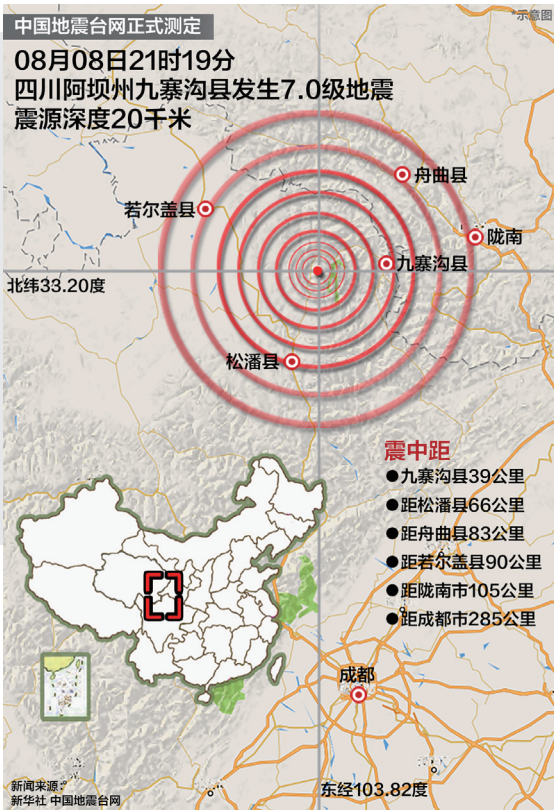 *示意图
中国地震台网正式测定
08月08日21时19分
四川阿坝州九寨沟县发生7.0级地震
震源深度20千米
舟曲县
若尔盖县
陇南
九寨沟县
北纬33.20度
松潘县
震中距
●九寨沟县39公里
●距松潘县66公里
●距舟曲县83公里
●距若尔盖县90公里
●距陇南市105公里
●距成都市285公里
成都
新闻来源:
新华社 中国地震台网
东经103.82度